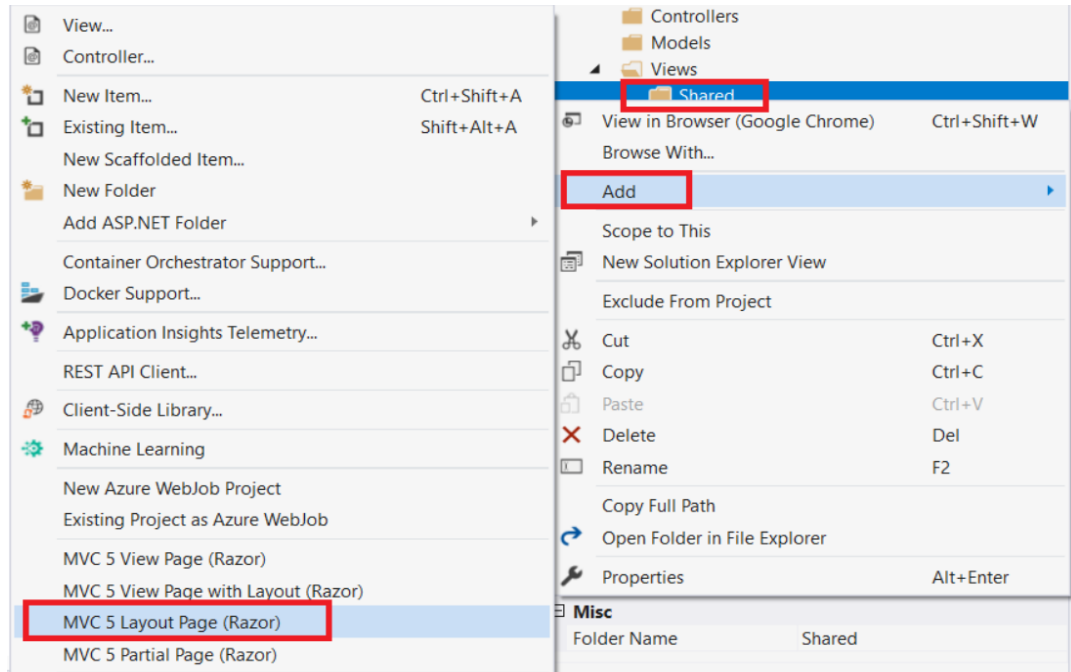 View...
Controller...
New Item... Ctrl+Shift+A
Existing Item... Shift+Alt+A
New Scaffolded Item...
New Folder
Add ASP.NET Folder
Container Orchestrator Support...
Docker Support...
Application Insights Telemetry...
REST API Client...
Client-Side Library...
Machine Learning
New Azure WebJob Project
Existing Project as Azure WebJob
MVC 5 View Page (Razor)
MVC 5 View Page with Layout (Razor)
MVC 5 Layout Page (Razor)
MVC 5 Partial Page (Razor)
Controllers
Models
Views
Shared
View in Browser (Google Chrome) Ctrl+Shift+W
Browse With...
Add
Scope to This
New Solution Explorer View
Exclude From Project
Cut Ctrl+X
Copy Ctrl+C
Paste Ctrl+V
Delete Del
Rename F2
Copy Full Path
Open Folder in File Explorer
Properties Alt+Enter
Misc
Folder Name Shared